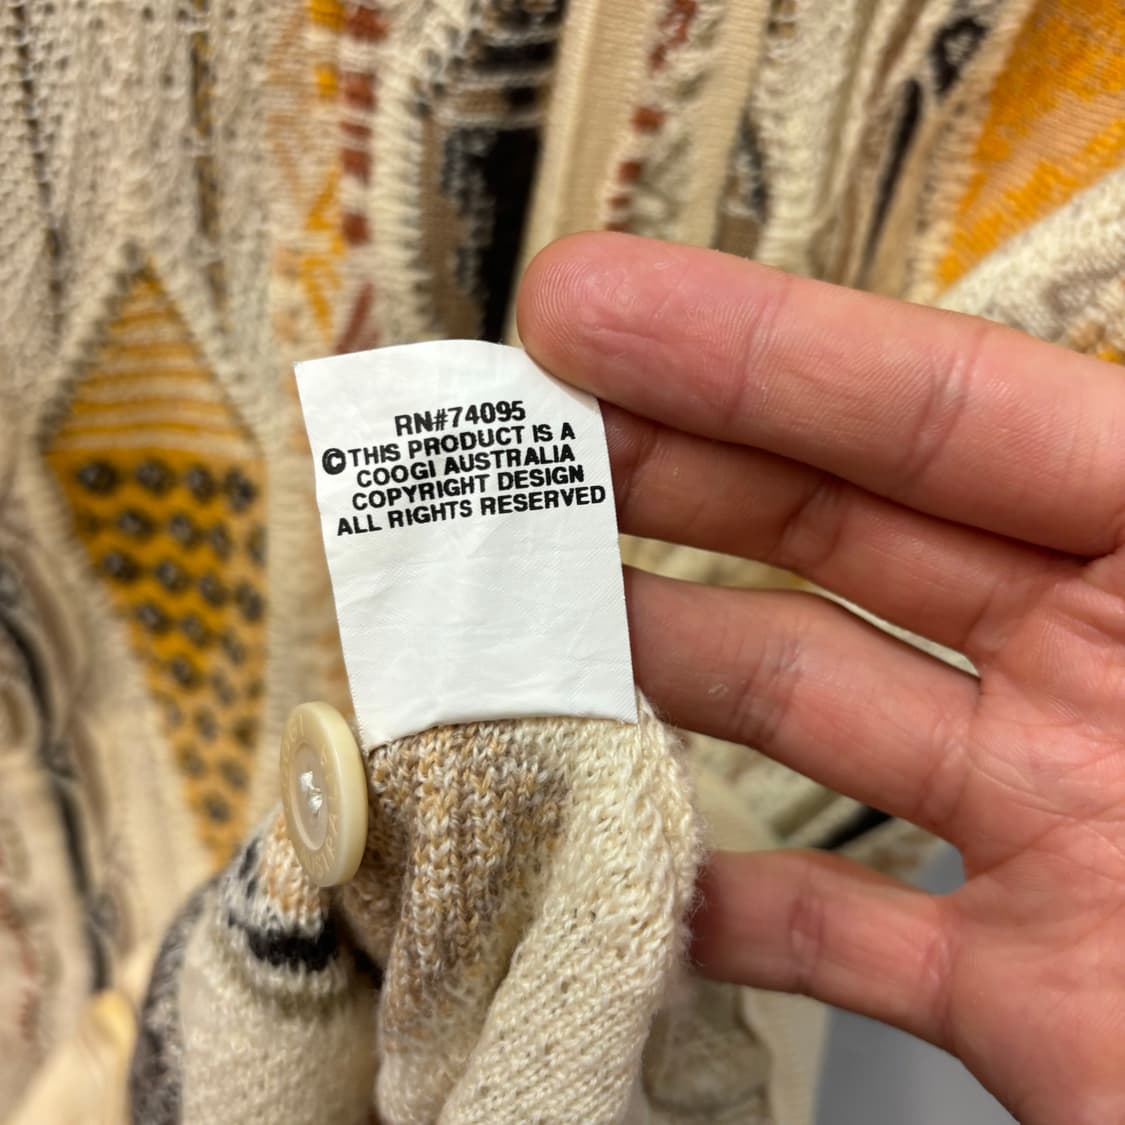 RN#74095
©THIS PRODUCT IS A
COOGI AUSTRALIA
COPYRIGHT DESIGN
ALL RIGHTS RESERVED